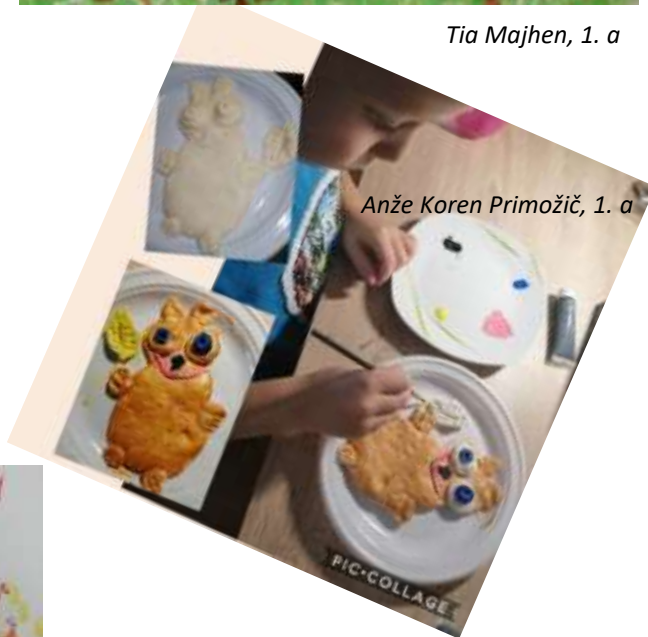 Tia Majhen, 1. a
Anže Koren Primožič, 1. a
PIC•COLLAGE